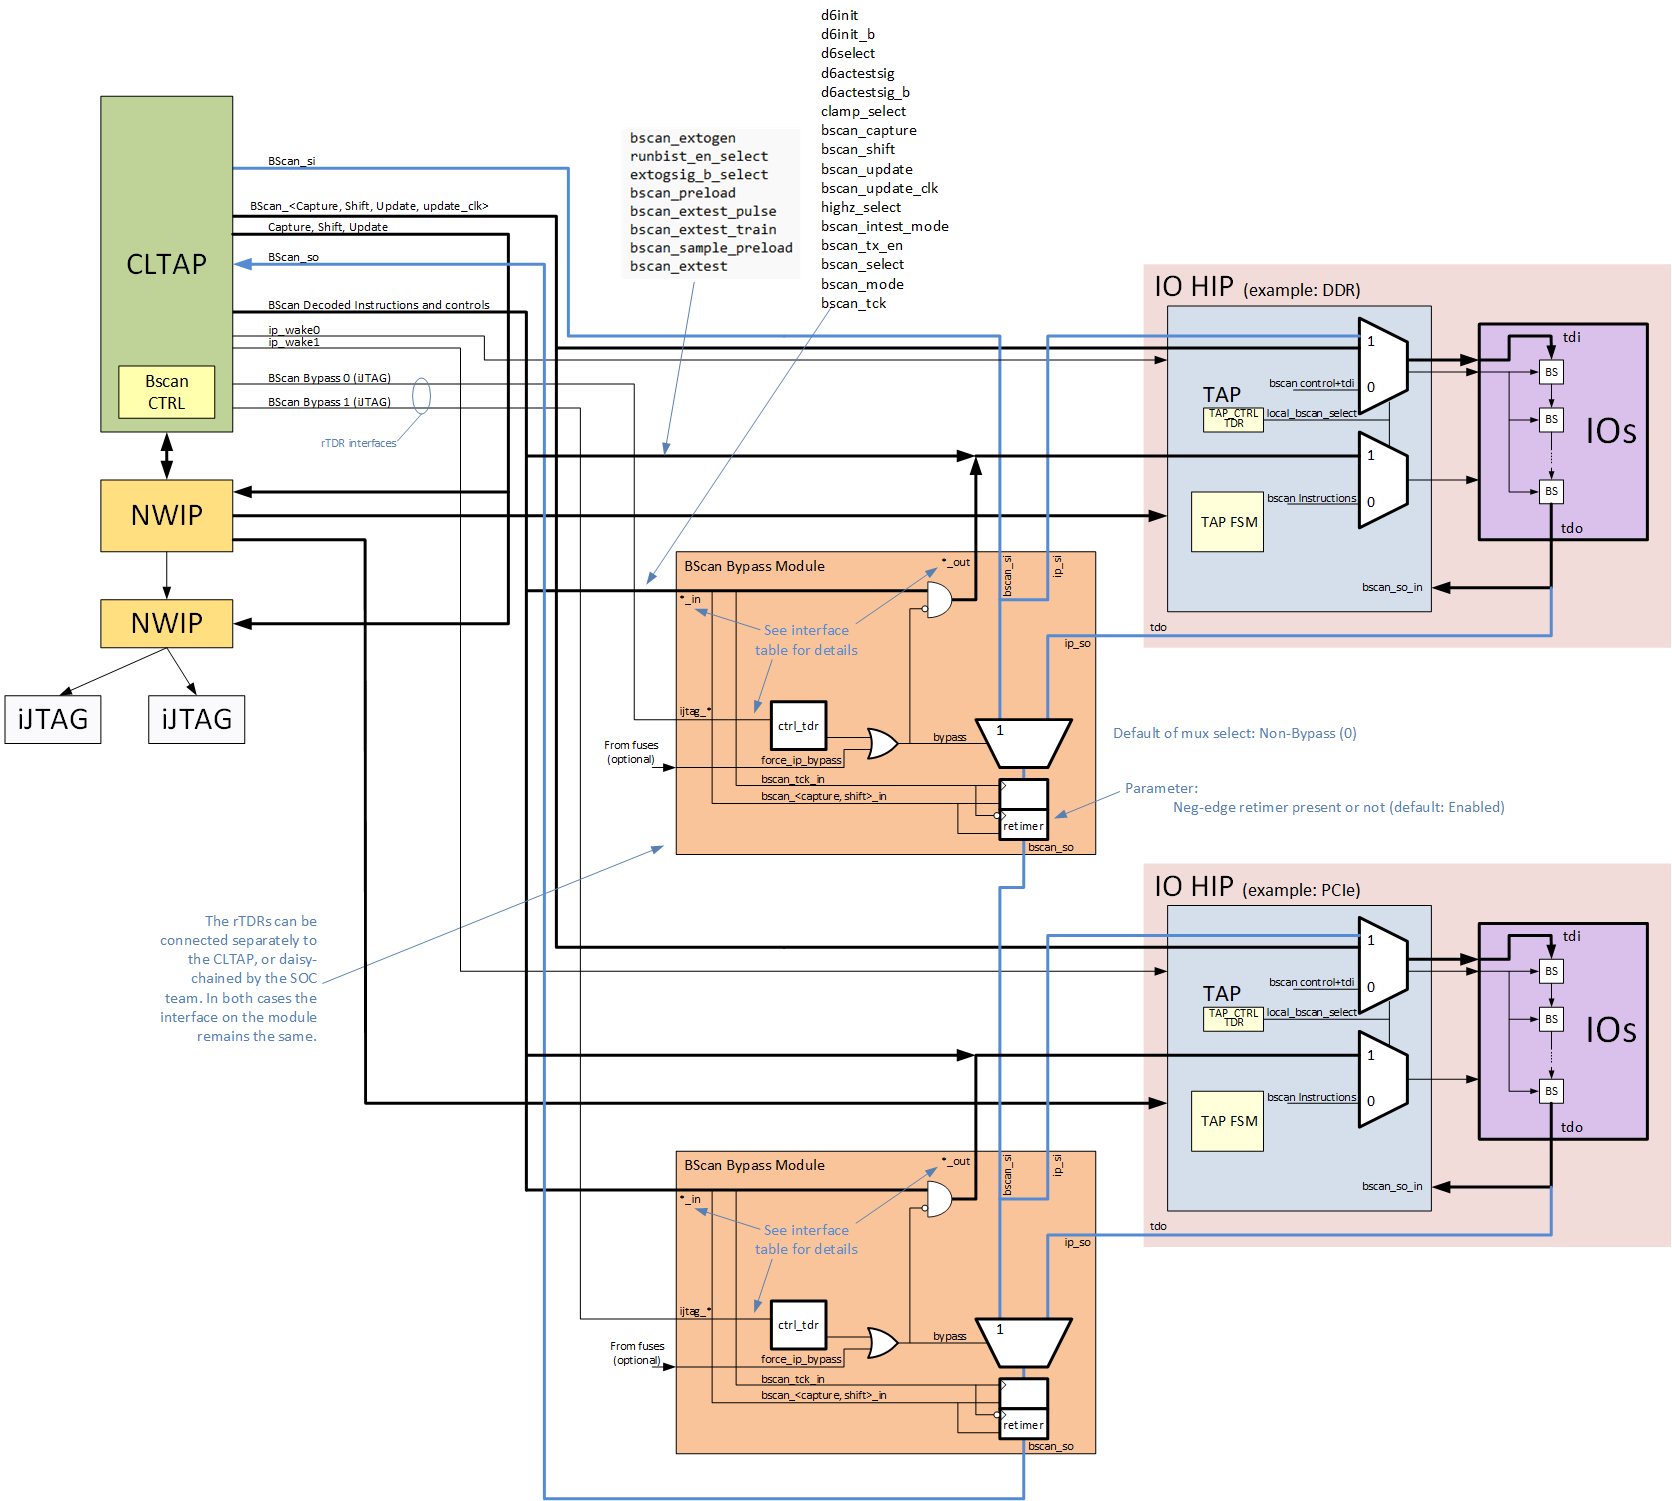 d6init
d6init_b
d6select
d6actestsig
d6actestsig_b
clamp_select
bscan_capture
bscan_shift
bscan_update
bscan_update_clk
highz_select
bscan_intest_mode
bscan_tx_en
bscan_select
bscan_mode
bscan_tck
bscan_extogen
runbist_en_select
extogsig_b_select
bscan_preload
bscan_extest_pulse
bscan_extest_train
bscan_sample_preload
bscan_extest
CLTAP
Bscan
CTRL
BScan_si
BScan_<Capture, Shift, Update, update_clk>
Capture, Shift, Update
BScan_so
BScan Decoded Instructions and controls
ip_wake0
ip_wake1
BScan Bypass 0 (iJTAG)
BScan Bypass 1 (iJTAG)
rTDR interfaces
NWIP
NWIP
iJTAG
iJTAG
IO HIP (example: DDR)
1
bscan control+tdi
0
TAP
TAP_CTRL
TDR
local_bscan_select
1
bscan Instructions
0
TAP FSM
bscan_so_in
tdi
BS
BS
BS
IOs
tdo
tdo
BScan Bypass Module
*_out
*_in
bscan_si
ip_si
See interface
table for details
ip_so
ijtag_*
ctrl_tdr
From fuses
(optional)
force_ip_bypass
bypass
1
bscan_tck_in
bscan_<capture, shift>_in
retimer
bscan_so
Default of mux select: Non-Bypass (0)
Parameter:
Neg-edge retimer present or not (default: Enabled)
The rTDRs can be
connected separately to
the CLTAP, or daisy-
chained by the SOC
team. In both cases the
interface on the module
remains the same.
IO HIP (example: PCIe)
1
bscan control+tdi
0
TAP
TAP_CTRL
TDR
local_bscan_select
1
bscan Instructions
0
TAP FSM
bscan_so_in
tdi
BS
BS
BS
IOs
tdo
tdo
BScan Bypass Module
*_out
*_in
bscan_si
ip_si
See interface
table for details
ip_so
ijtag_*
ctrl_tdr
From fuses
(optional)
force_ip_bypass
bypass
1
bscan_tck_in
bscan_<capture, shift>_in
retimer
bscan_so